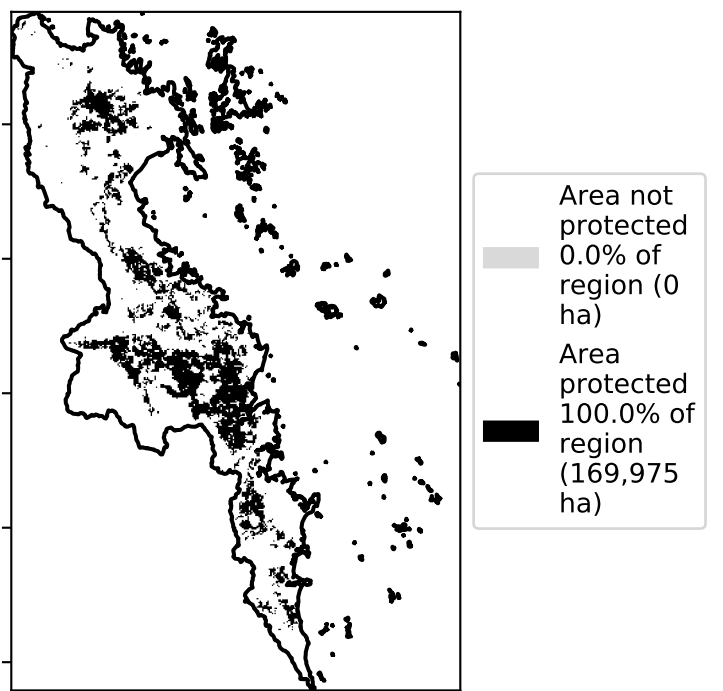 Area not
protected
0.0% of
region (0
ha)
Area
protected
100.0% of
region
(169,975
ha)